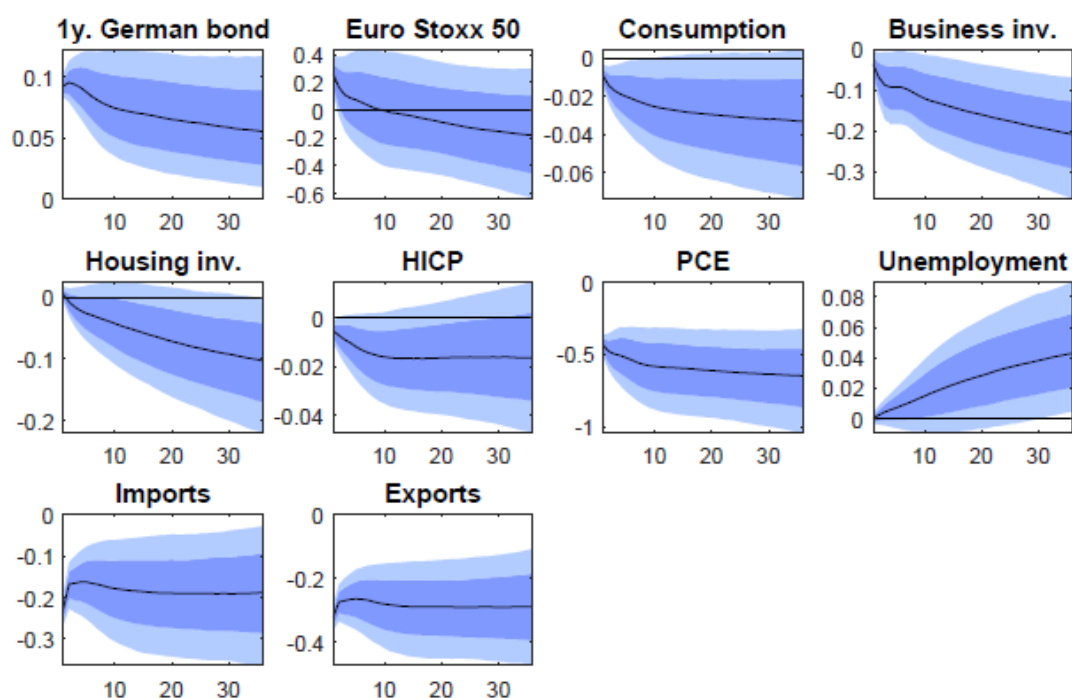 1y. German bond
0.1
0.05
0
10 20 30
Euro Stoxx 50
0.4
0.2
0
-0.2
-0.4
-0.6
10 20 30
Consumption
0
-0.02
-0.04
-0.06
10 20 30
Business inv.
0
-0.1
-0.2
-0.3
10 20 30
Housing inv.
0
-0.1
-0.2
10 20 30
HICP
0
-0.02
-0.04
10 20 30
PCE
0
-0.5
-1
10 20 30
Unemployment
0.08
0.06
0.04
0.02
0
10 20 30
Imports
0
-0.1
-0.2
-0.3
10 20 30
Exports
0
-0.2
-0.4
10 20 30